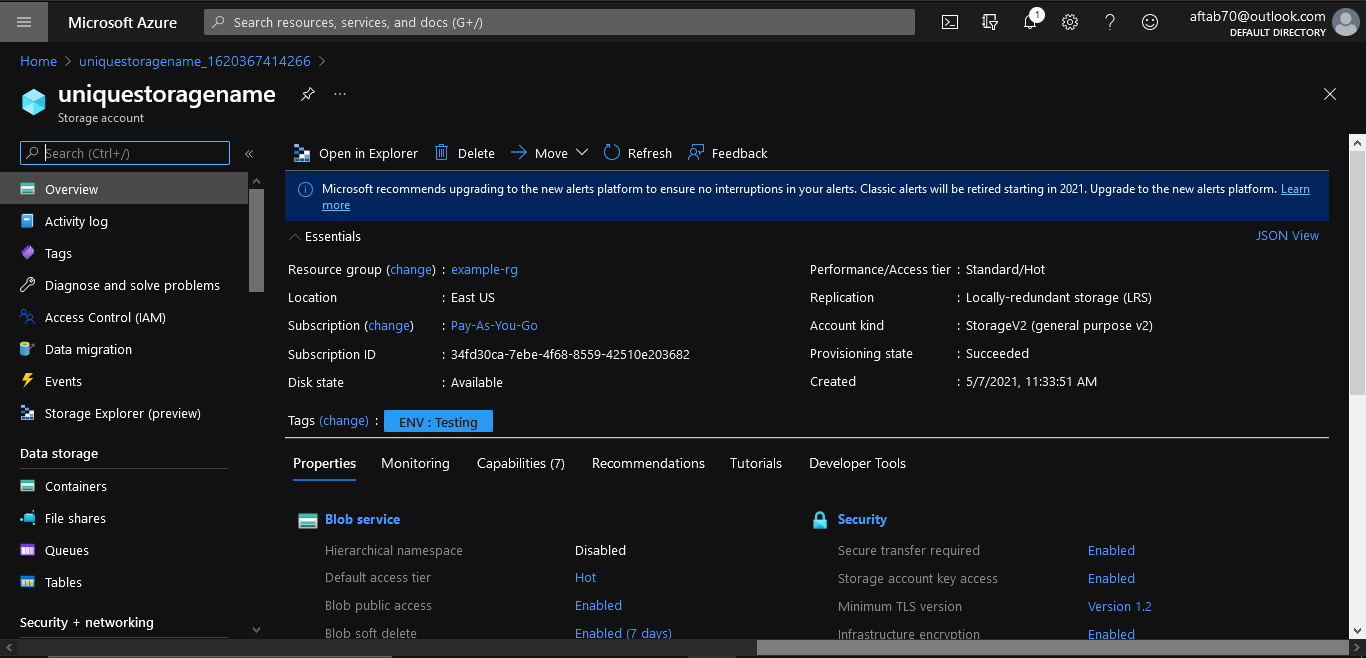 Microsoft Azure
Search resources, services, and docs (G+/)
1
aftab70@outlook.com
DEFAULT DIRECTORY
Home > uniquestoragename_1620367414266 >
uniquestoragename
Storage account
Search (Ctrl+/)
Overview
Activity log
Tags
Diagnose and solve problems
Access Control (IAM)
Data migration
Events
Storage Explorer (preview)
Data storage
Containers
File shares
Queues
Tables
Security + networking
Open in Explorer Delete Move Refresh Feedback
Microsoft recommends upgrading to the new alerts platform to ensure no interruptions in your alerts. Classic alerts will be retired starting in 2021. Upgrade to the new alerts platform. Learn
more
Essentials
JSON View
Resource group (change) : example-rg
Location : East US
Subscription (change) : Pay-As-You-Go
Subscription ID : 34fd30ca-7ebe-4f68-8559-42510e203682
Disk state : Available
Performance/Access tier : Standard/Hot
Replication : Locally-redundant storage (LRS)
Account kind : StorageV2 (general purpose v2)
Provisioning state : Succeeded
Created : 5/7/2021, 11:33:51 AM
Tags (change) : ENV : Testing
Properties Monitoring Capabilities (7) Recommendations Tutorials Developer Tools
Blob service
Hierarchical namespace Disabled
Default access tier Hot
Blob public access Enabled
Blob soft delete Enabled (7 days)
Security
Secure transfer required Enabled
Storage account key access Enabled
Minimum TLS version Version 1.2
Infrastructure encryption Enabled